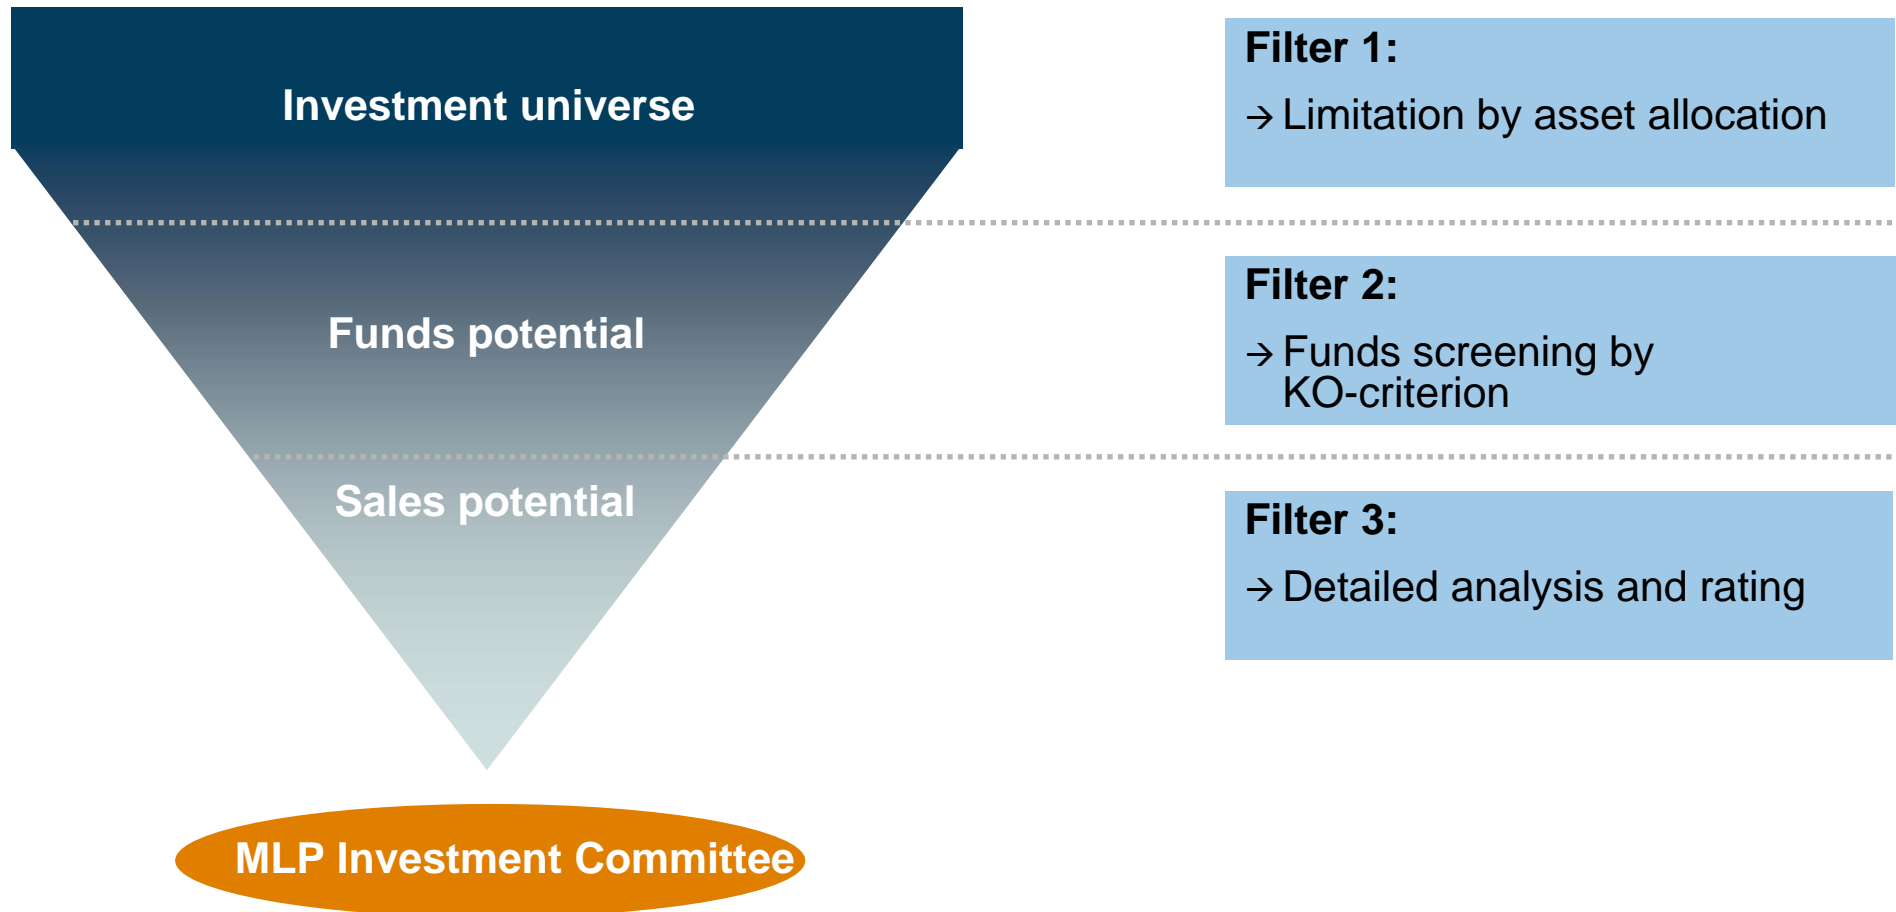 Investment universe
Filter 1:
→ Limitation by asset allocation
Funds potential
Filter 2:
→ Funds screening by
KO-criterion
Sales potential
Filter 3:
→ Detailed analysis and rating
MLP Investment Committee